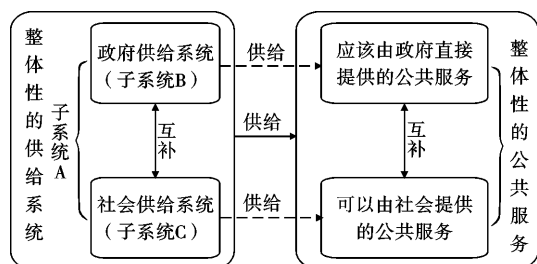 整体性的供给系统
子系统A
政府供给系统
（子系统B）
互补
社会供给系统
（子系统C）
供给
供给
供给
应该由政府直接
提供的公共服务
互补
可以由社会提供
的公共服务
整体性的公共服务